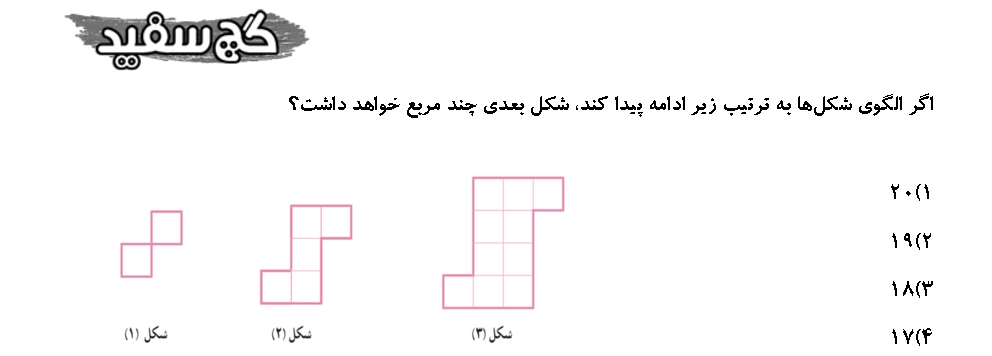 گچ سفید
اگر الگوی شکل‌ها به ترتیب زیر ادامه پیدا کند، شکل بعدی چند مربع خواهد داشت؟
۱)۲۰
۲)۱۹
۳)۱۸
۴)۱۷
شکل (۱) شکل (۲) شکل (۳)